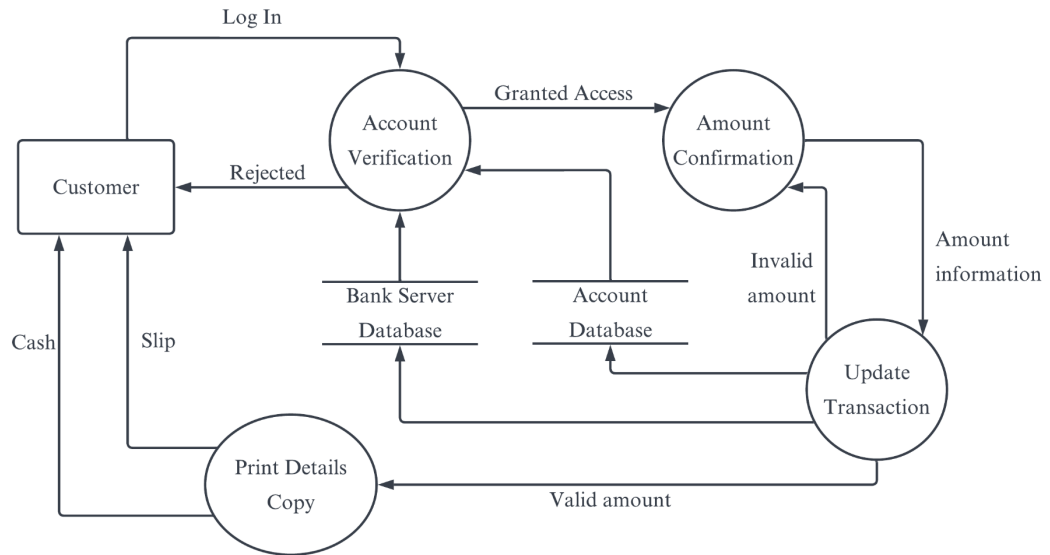 Log In
Granted Access
Account
Verification
Amount
Confirmation
Customer
Rejected
Amount
information
Invalid
amount
Bank Server
Database
Account
Database
Cash
Slip
Update
Transaction
Print Details
Copy
Valid amount